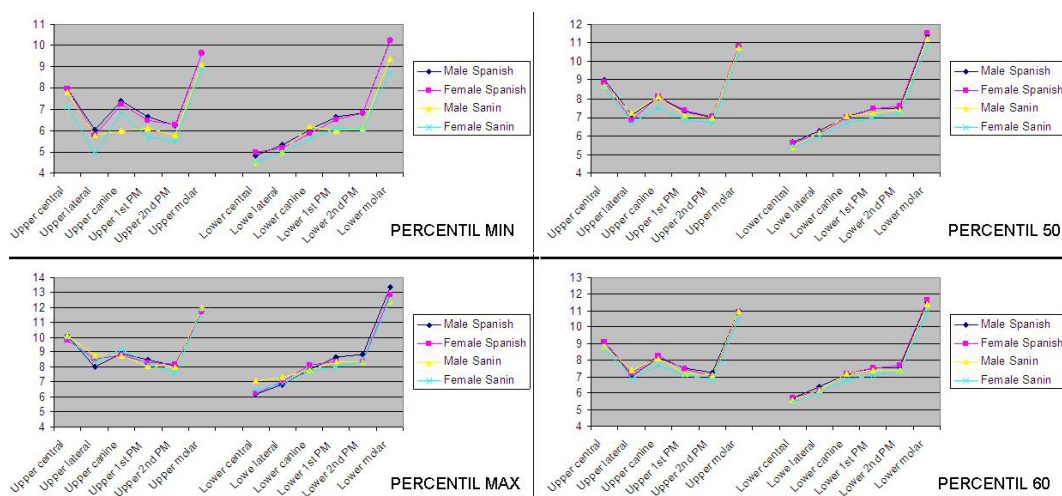 11
10
9
8
7
6
5
4
Upper central
Upper lateral
Upper canine
Upper 1st PM
Upper 2nd PM
Upper molar
Lower central
Lowe lateral
Lower canine
Lower 1st PM
Lower 2nd PM
Lower molar
Male Spanish
Female Spanish
Male Sanin
Female Sanin
PERCENTIL MIN
12
11
10
9
8
7
6
5
4
Upper central
Upper lateral
Upper canine
Upper 1st PM
Upper 2nd PM
Upper molar
Lower central
Lowe lateral
Lower canine
Lower 1st PM
Lower 2nd PM
Lower molar
Male Spanish
Female Spanish
Male Sanin
Female Sanin
PERCENTIL 50
14
13
12
11
10
9
8
7
6
5
4
Upper central
Upper lateral
Upper canine
Upper 1st PM
Upper 2nd PM
Upper molar
Lower central
Lowe lateral
Lower canine
Lower 1st PM
Lower 2nd PM
Lower molar
Male Spanish
Female Spanish
Male Sanin
Female Sanin
PERCENTIL MAX
13
12
11
10
9
8
7
6
5
4
Upper central
Upper lateral
Upper canine
Upper 1st PM
Upper 2nd PM
Upper molar
Lower central
Lowe lateral
Lower canine
Lower 1st PM
Lower 2nd PM
Lower molar
Male Spanish
Female Spanish
Male Sanin
Female Sanin
PERCENTIL 60